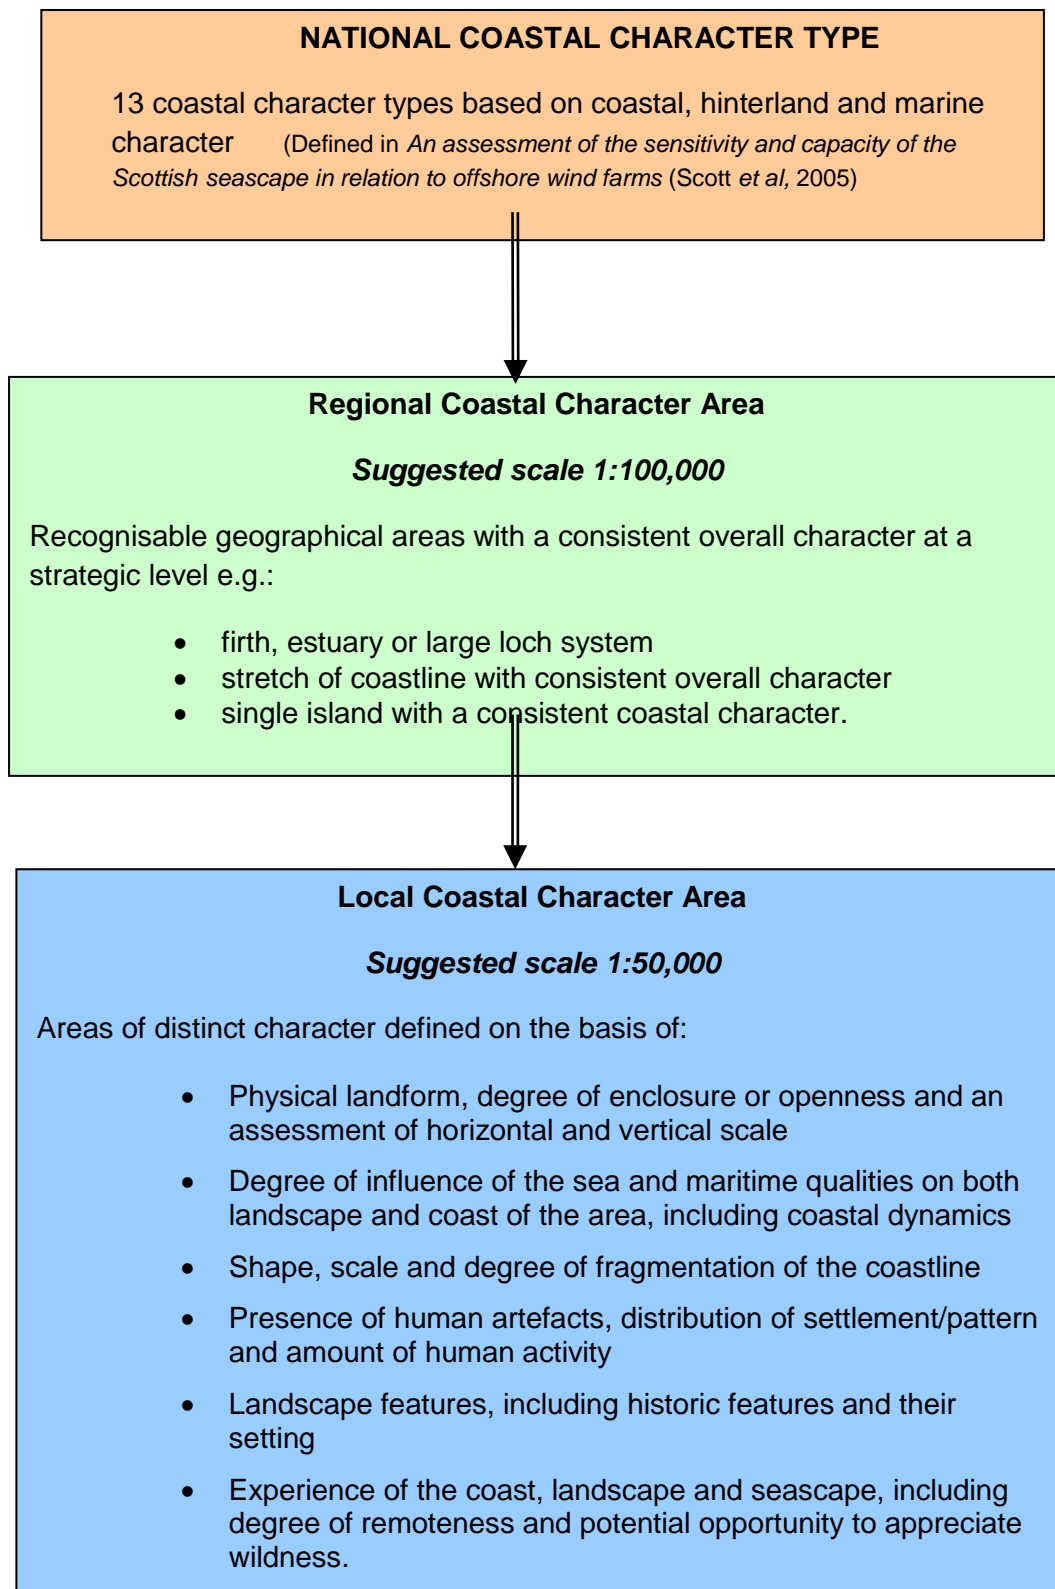 NATIONAL COASTAL CHARACTER TYPE
13 coastal character types based on coastal, hinterland and marine
character (Defined in An assessment of the sensitivity and capacity of the
Scottish seascape in relation to offshore wind farms (Scott et al, 2005)
Regional Coastal Character Area
Suggested scale 1:100,000
Recognisable geographical areas with a consistent overall character at a
strategic level e.g.:
• firth, estuary or large loch system
• stretch of coastline with consistent overall character
• single island with a consistent coastal character.
Local Coastal Character Area
Suggested scale 1:50,000
Areas of distinct character defined on the basis of:
• Physical landform, degree of enclosure or openness and an
assessment of horizontal and vertical scale
• Degree of influence of the sea and maritime qualities on both
landscape and coast of the area, including coastal dynamics
• Shape, scale and degree of fragmentation of the coastline
• Presence of human artefacts, distribution of settlement/pattern
and amount of human activity
• Landscape features, including historic features and their
setting
• Experience of the coast, landscape and seascape, including
degree of remoteness and potential opportunity to appreciate
wildness.